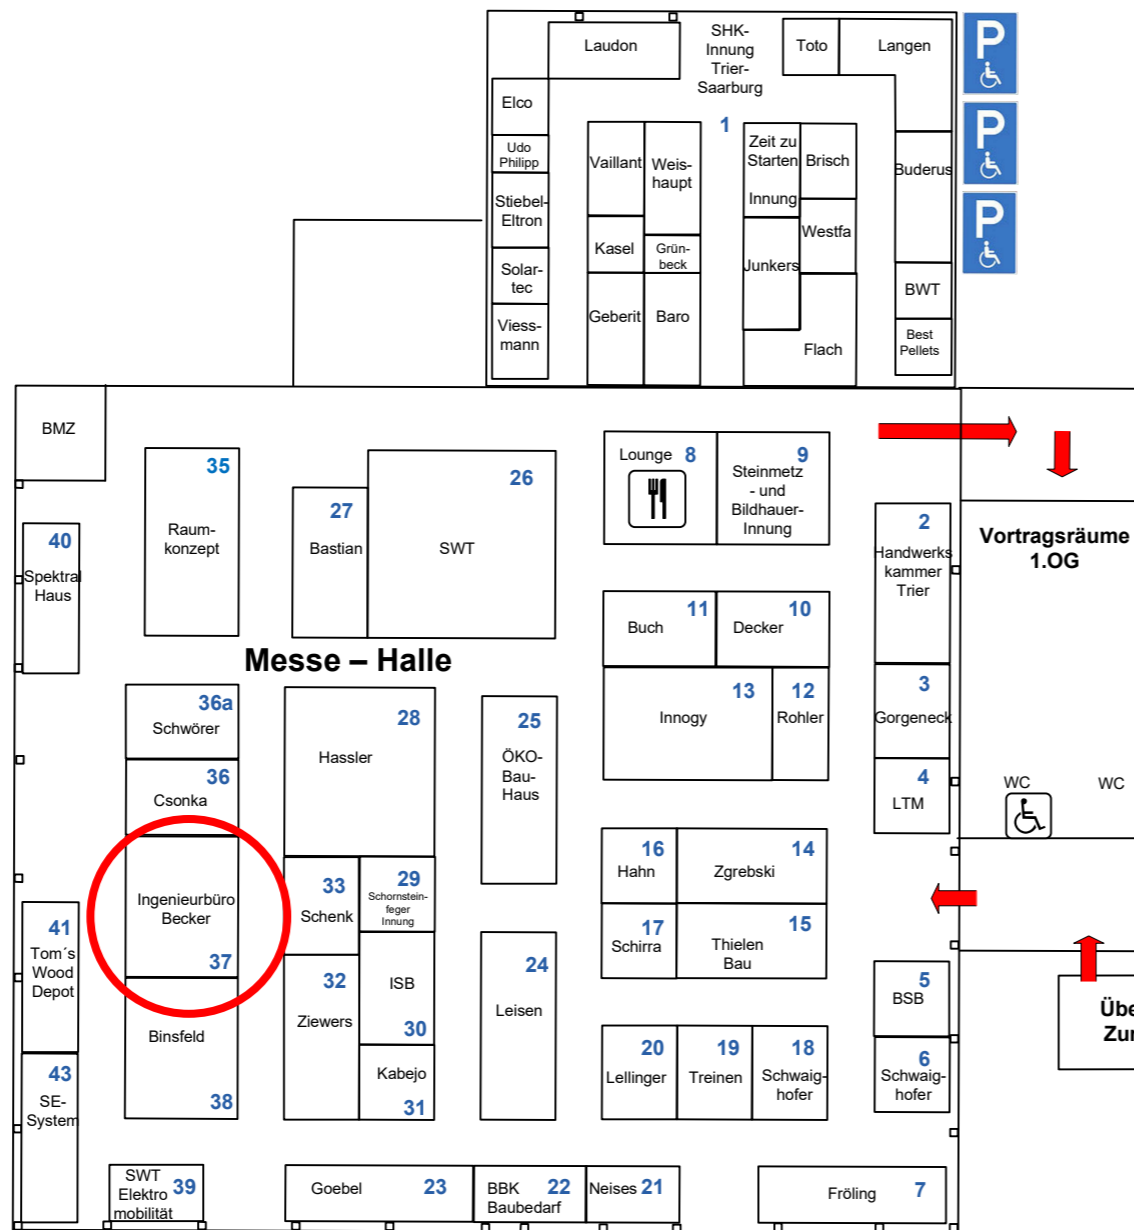 Laudon
SHK-
Innung
Trier-
Saarburg
1
Toto
Langen
P
P
P
Elco
Udo
Philipp
Stiebel-
Eltron
Solar-
tec
Viess-
mann
Vaillant
Weis-
haupt
Kasel
Grün-
beck
Geberit
Baro
Zeit zu
Starten
Innung
Brisch
Westfa
Junkers
Flach
Buderus
BWT
Best
Pellets
BMZ
35
Raum-
konzept
27
Bastian
26
SWT
Lounge 8
9
Steinmetz
- und
Bildhauer-
Innung
2
Handwerks
kammer
Trier
Vortragsräume
1.OG
40
Spektral
Haus
11
Buch
10
Decker
Messe – Halle
13
Innogy
12
Rohler
3
Gorgeneck
4
LTM
WC
WC
36a
Schwörer
36
Csonka
28
Hassler
25
ÖKO-
Bau-
Haus
Ingenieurbüro
Becker
37
33
Schenk
29
Schornstein-
feger
Innung
16
Hahn
14
Zgrebski
17
Schirra
15
Thielen
Bau
41
Tom´s
Wood
Depot
Binsfeld
38
32
Ziewers
ISB
30
Kabejo
31
24
Leisen
5
BSB
6
Schwaig-
hofer
20
Lellinger
19
Treinen
18
Schwaig-
hofer
43
SE-
System
SWT
Elektro
mobilität
39
Goebel 23
BBK
Baubedarf
22
Neises 21
Fröling 7